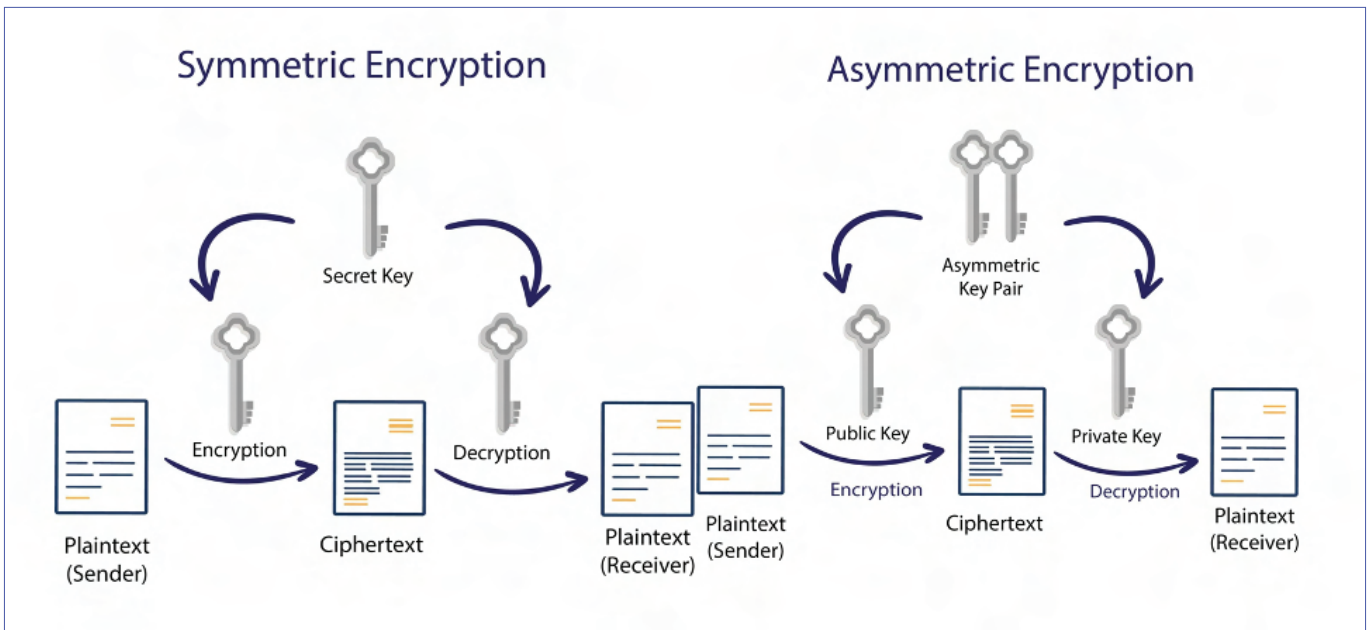 Symmetric Encryption
Secret Key
Encryption
Decryption
Plaintext
(Sender)
Ciphertext
Plaintext
(Receiver)
Asymmetric Encryption
Asymmetric
Key Pair
Public Key
Encryption
Private Key
Decryption
Plaintext
(Sender)
Ciphertext
Plaintext
(Receiver)